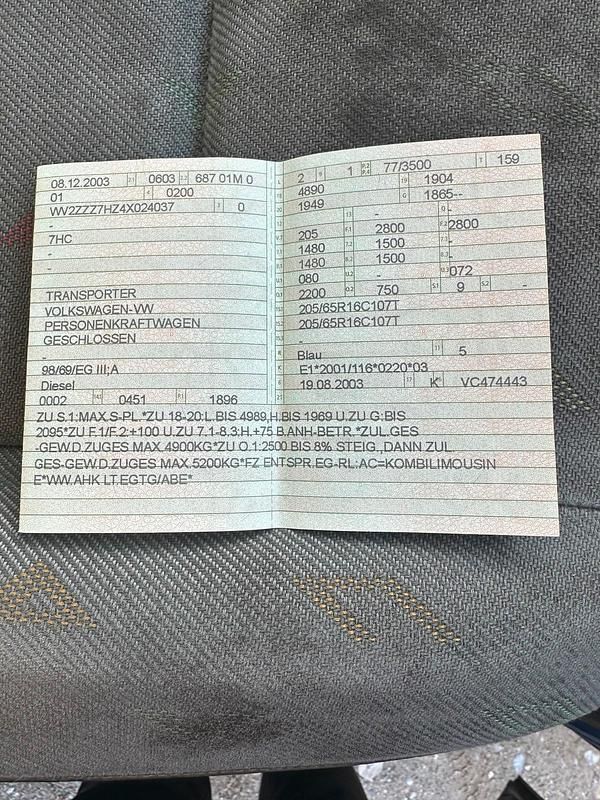 08.12.2003 0603 687 01M 0
01 0200
WV2ZZZ7HZ4X024037 0
-
7HC
-
-
TRANSPORTER
VOLKSWAGEN-VW
PERSONENKRAFTWAGEN
GESCHLOSSEN
-
98/69/EG III;A
Diesel
0002 0451 1896
2 1 77/3500 159
4890 1904
1949 1865--
- -
205 2800 2800
1480 1500 -
1480 1500 -
080 - 072
2200 750 9 -
205/65R16C107T
205/65R16C107T
-
Blau 5
E1*2001/116*0220*03
19.08.2003 K VC474443
ZU S.1:MAX.S-PL.*ZU 18-20:L.BIS 4989,H.BIS 1969 U.ZU G:BIS
2095*ZU F.1/F.2:+100 U.ZU 7.1-8.3:H.+75 B.ANH-BETR.*ZUL.GES
-GEW.D.ZUGES MAX.4900KG*ZU O.1:2500 BIS 8% STEIG.,DANN ZUL
GES-GEW.D.ZUGES MAX.5200KG*FZ ENTSPR.EG-RL:AC=KOMBILIMOUSIN
E*WW.AHK LT.EGTG/ABE*